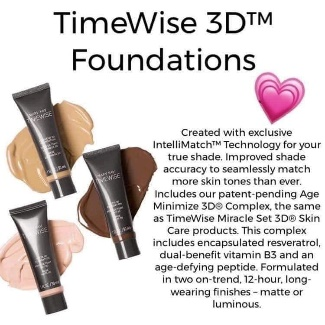 TimeWise 3D™
Foundations
Created with exclusive
IntelliMatch™ Technology for your
true shade. Improved shade
accuracy to seamlessly match
more skin tones than ever.
Includes our patent-pending Age
Minimize 3D® Complex, the same
as TimeWise Miracle Set 3D® Skin
Care products. This complex
includes encapsulated resveratrol,
dual-benefit vitamin B3 and an
age-defying peptide. Formulated
in two on-trend, 12-hour, long-
wearing finishes – matte or
luminous.
TIMEWISE
TIMEWISE
TIMEWISE